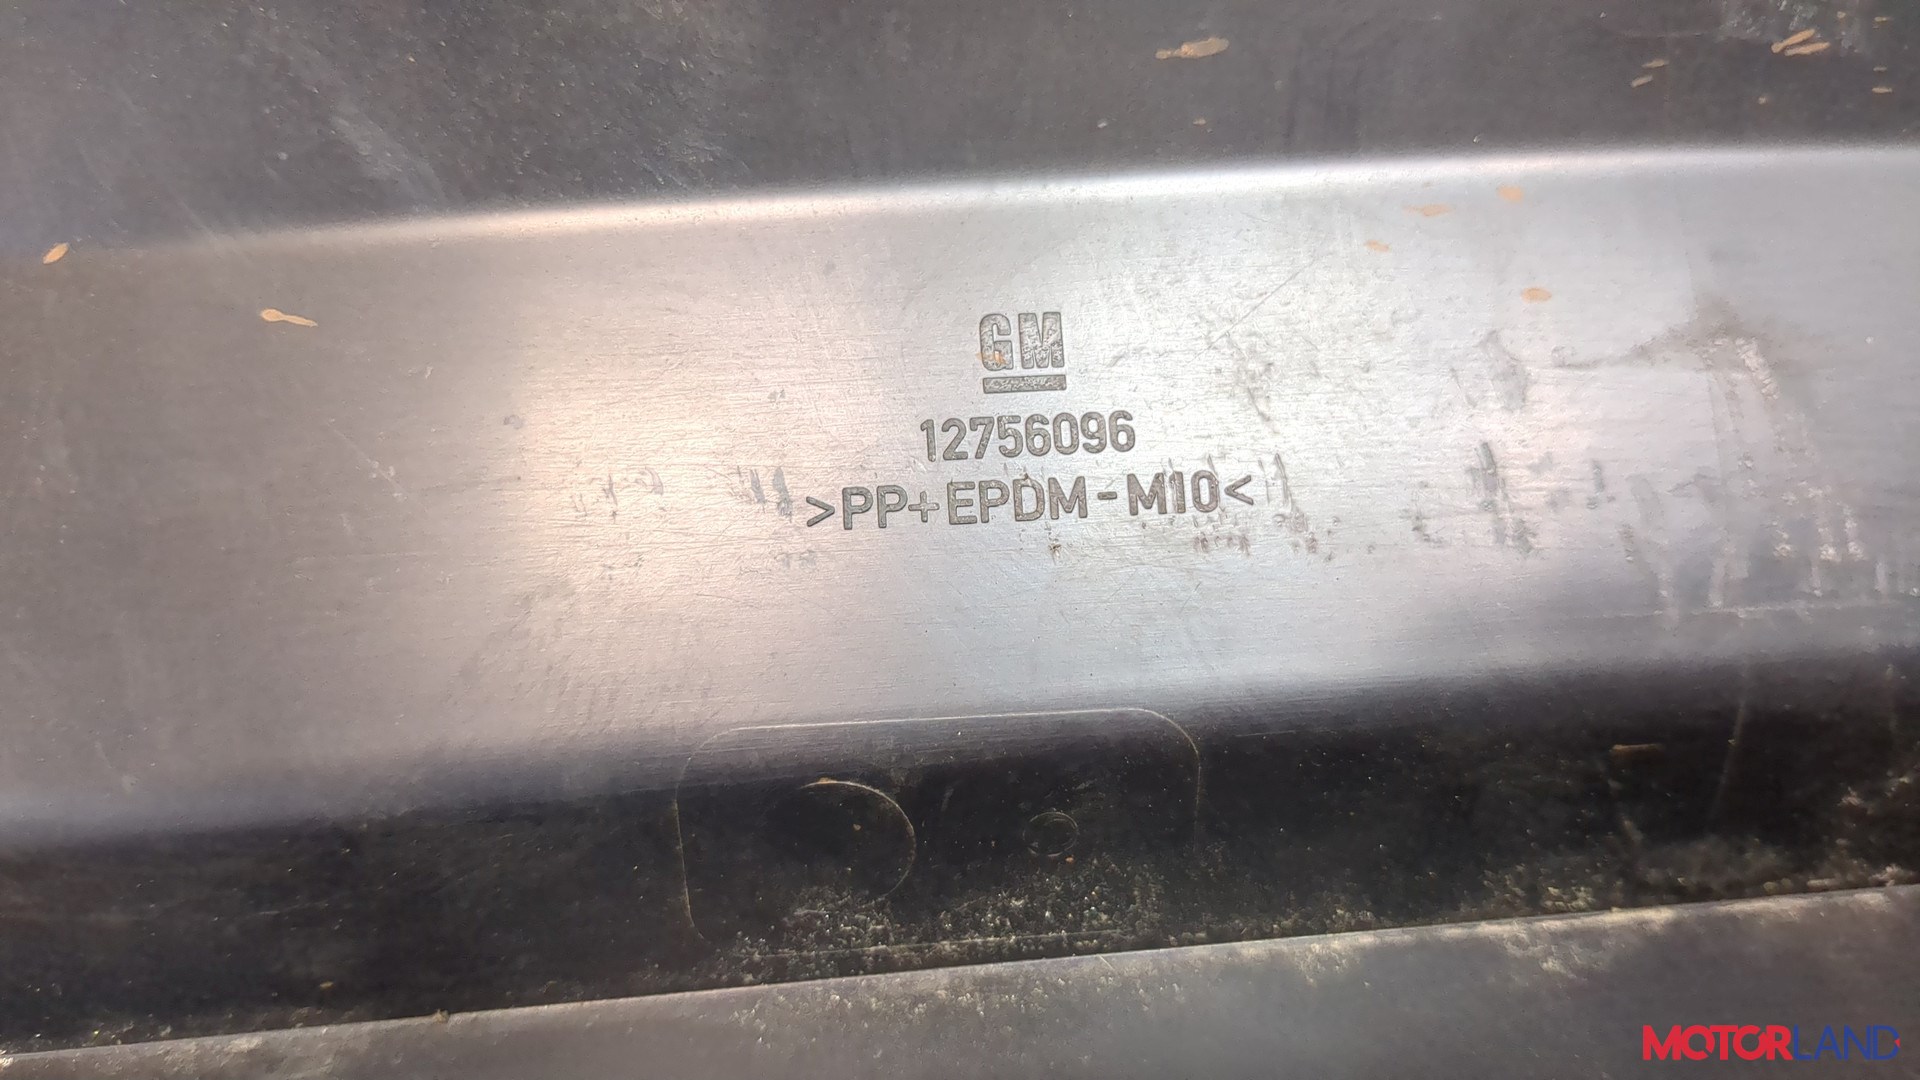 GM
12756096
>PP+EPDM-M10<
MOTORLAND